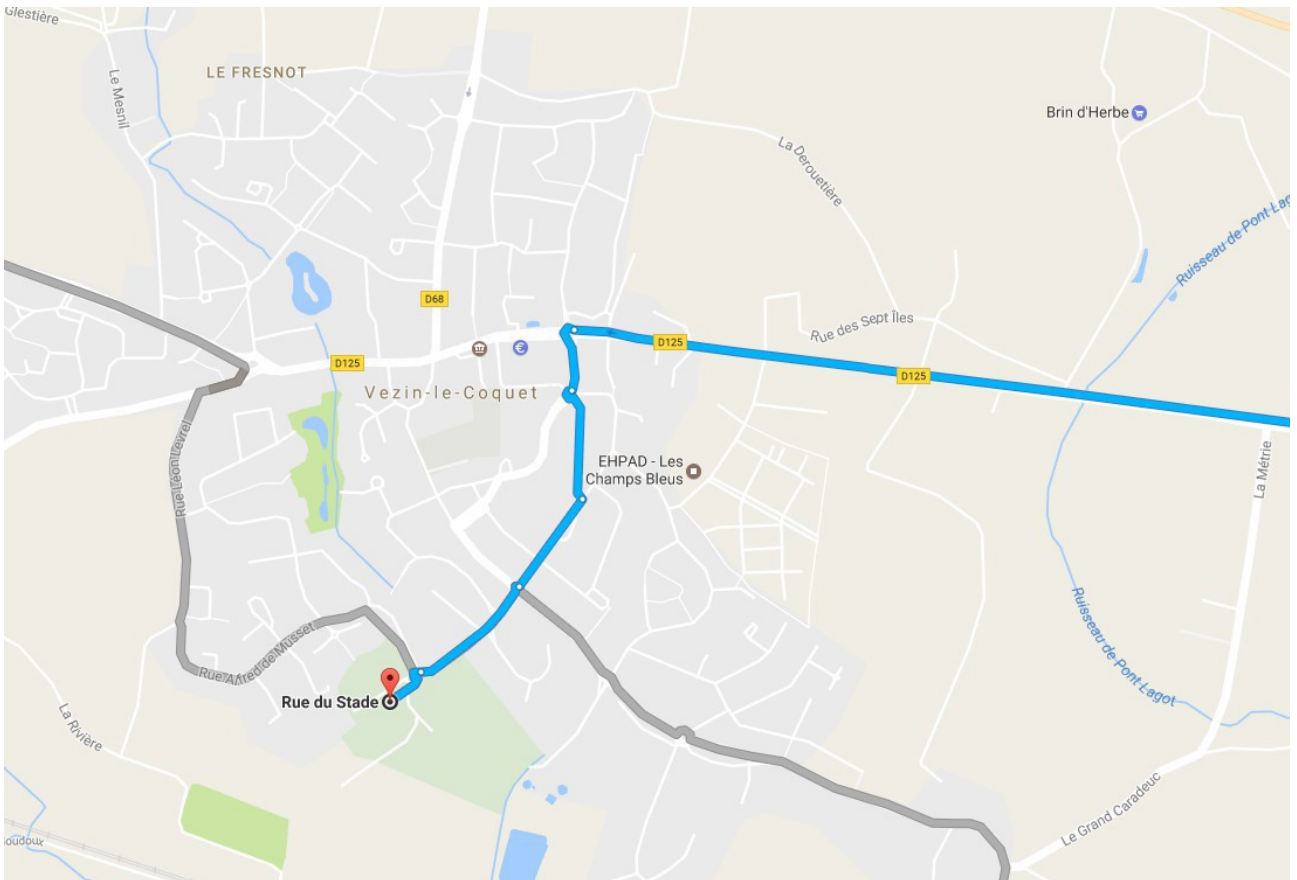 Glestière
Le Mesnil
LE FRESNOT
Brin d'Herbe
La Derouetière
Ruisseau de Pont Lag
D68
Rue des Sept Îles
D125
D125
D125
Vezin-le-Coquet
€
Rue Léon Levrel
EHPAD - Les
Champs Bleus
La Métrie
Ruisseau de Pont-Lagot
Rue Alfred de Musset
Rue du Stade
La Rivière
Le Grand Caradeuc
oudoux